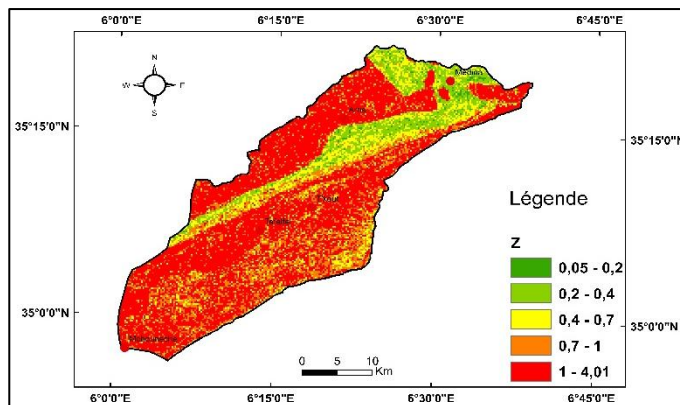 6°0'0"E 6°15'0"E 6°30'0"E 6°45'0"E
N
W E
S
Medina
35°15'0"N 35°15'0"N
Légende
Z
0,05 - 0,2
0,2 - 0,4
0,4 - 0,7
0,7 - 1
1 - 4,01
35°0'0"N 35°0'0"N
0 5 10
Km
6°0'0"E 6°15'0"E 6°30'0"E 6°45'0"E